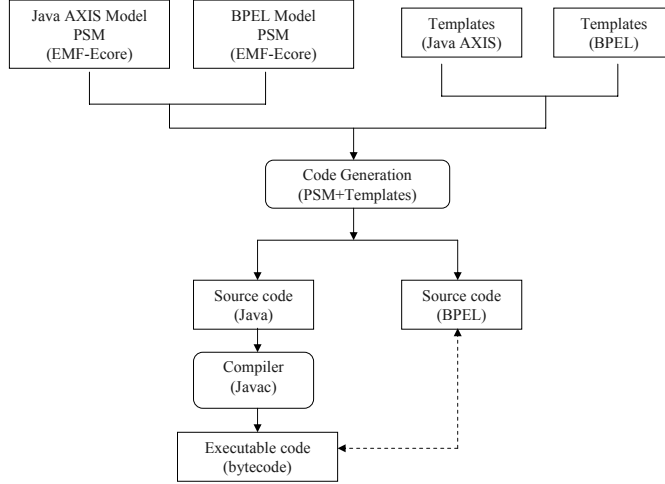 Java AXIS Model
PSM
(EMF-Ecore)
BPEL Model
PSM
(EMF-Ecore)
Templates
(Java AXIS)
Templates
(BPEL)
Code Generation
(PSM+Templates)
Source code
(Java)
Source code
(BPEL)
Compiler
(Javac)
Executable code
(bytecode)